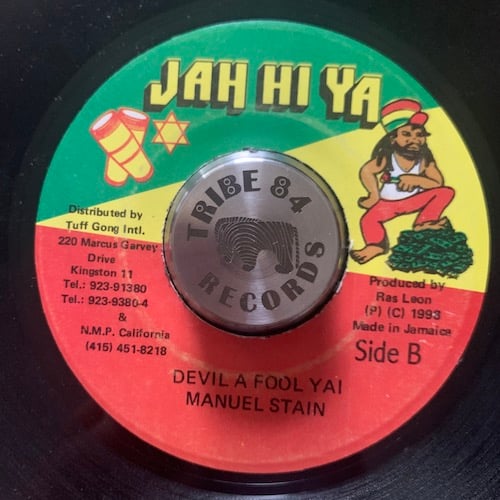 JAH HI YA
Distributed by
Tuff Gong Intl.
220 Marcus Garvey
Drive
Kingston 11
Tel.: 923-91380
Tel.: 923-9380-4
&
N.M.P. California
(415) 451-8218
TRIBE 84
RECORDS
Produced by
Ras Leon
(P) (C) 1993
Made in Jamaica
Side B
DEVIL A FOOL YAI
MANUEL STAIN